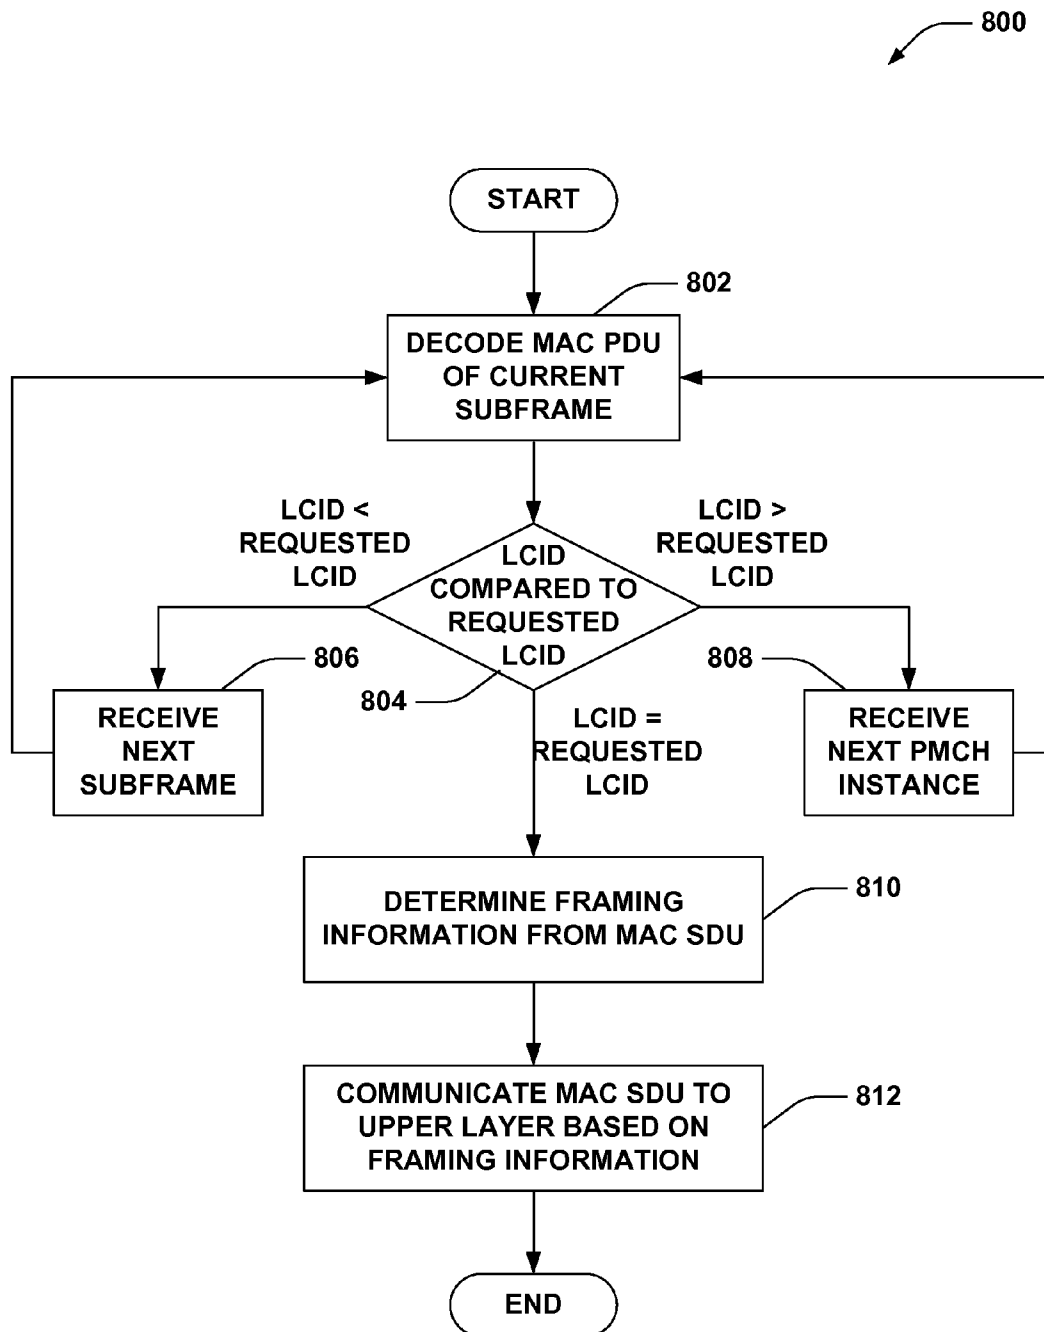 800
START
802
DECODE MAC PDU
OF CURRENT
SUBFRAME
LCID <
REQUESTED
LCID
LCID >
REQUESTED
LCID
LCID
COMPARED TO
REQUESTED
LCID
804
806
RECEIVE
NEXT
SUBFRAME
808
RECEIVE
NEXT PMCH
INSTANCE
LCID =
REQUESTED
LCID
810
DETERMINE FRAMING
INFORMATION FROM MAC SDU
812
COMMUNICATE MAC SDU TO
UPPER LAYER BASED ON
FRAMING INFORMATION
END